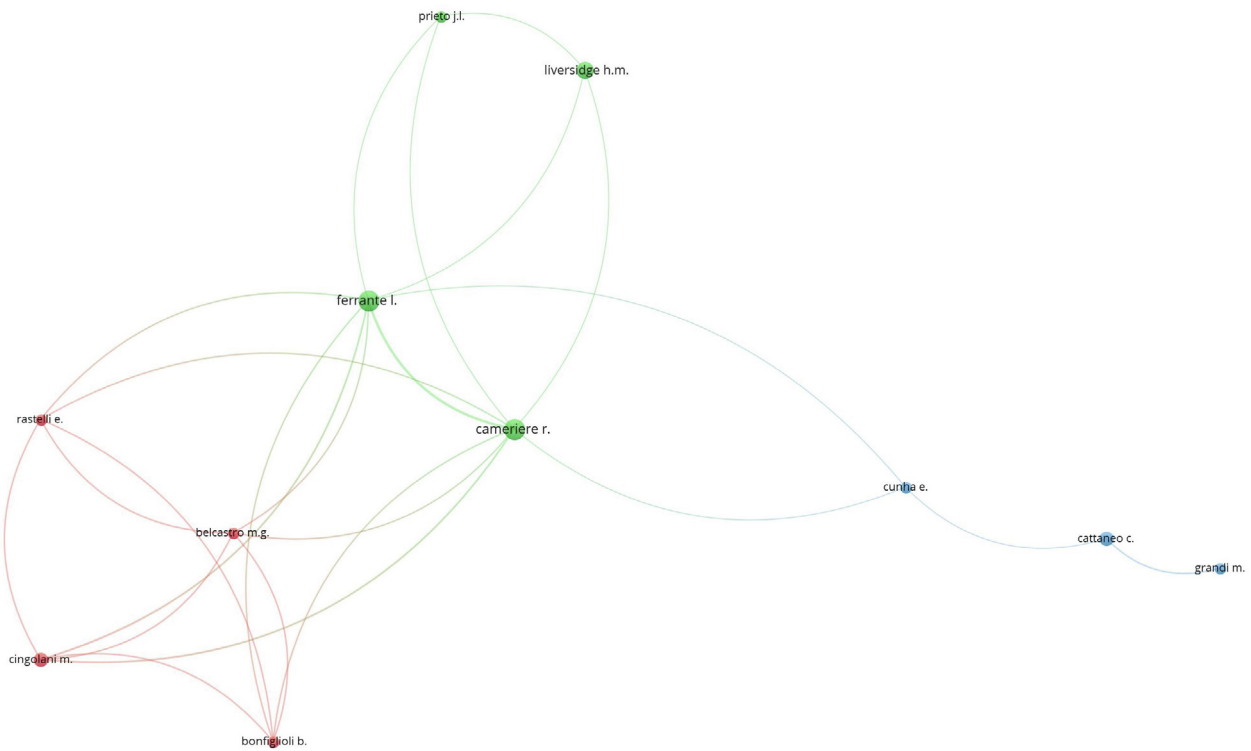 prieto j.l.
liversidge h.m.
ferrante l.
rastelli e.
cameriere r.
cunha e.
belcastro m.g.
cattaneo c.
grandi m.
cingolani m.
bonfiglioli b.